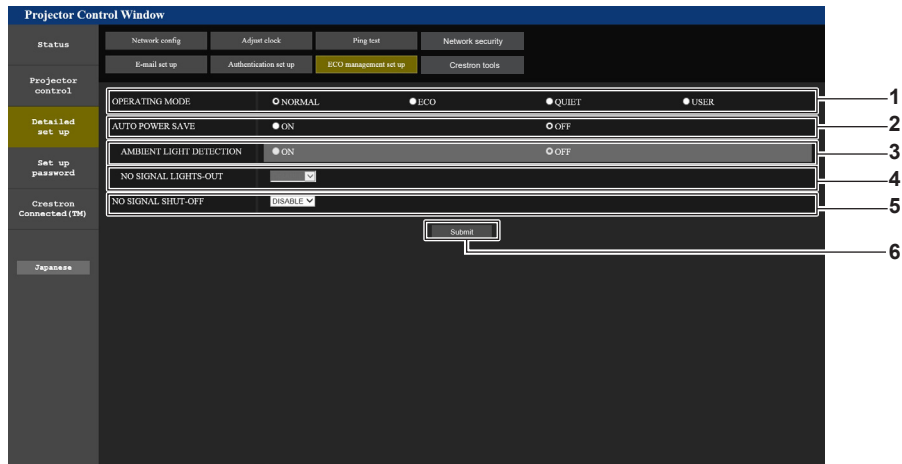 Projector Control Window
Status
Network config
Adjust clock
Ping test
Network security
E-mail set up
Authentication set up
ECO management set up
Crestron tools
Projector
control
Detailed
set up
Set up
password
Crestron
Connected(TM)
Japanese
OPERATING MODE NORMAL ECO QUIET USER 1
AUTO POWER SAVE ON OFF 2
AMBIENT LIGHT DETECTION ON OFF 3
NO SIGNAL LIGHTS-OUT 4
NO SIGNAL SHUT-OFF DISABLE 5
Submit 6